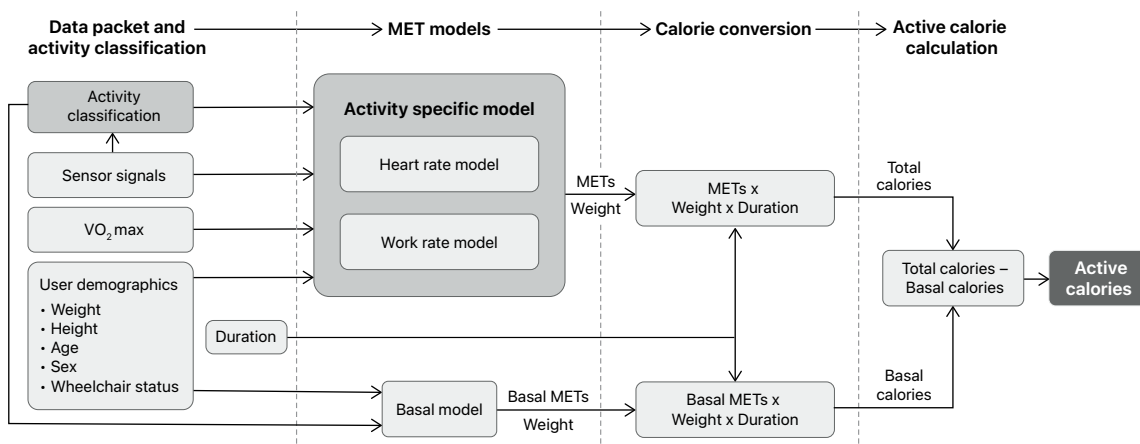 Data packet and
activity classification
MET models
Calorie conversion
Active calorie
calculation
Activity
classification
Sensor signals
VO₂ max
User demographics
• Weight
• Height
• Age
• Sex
• Wheelchair status
Duration
Activity specific model
Heart rate model
Work rate model
Basal model
METs
Weight
Basal METs
Weight
METs x
Weight x Duration
Basal METs x
Weight x Duration
Total
calories
Basal
calories
Total calories –
Basal calories
Active
calories